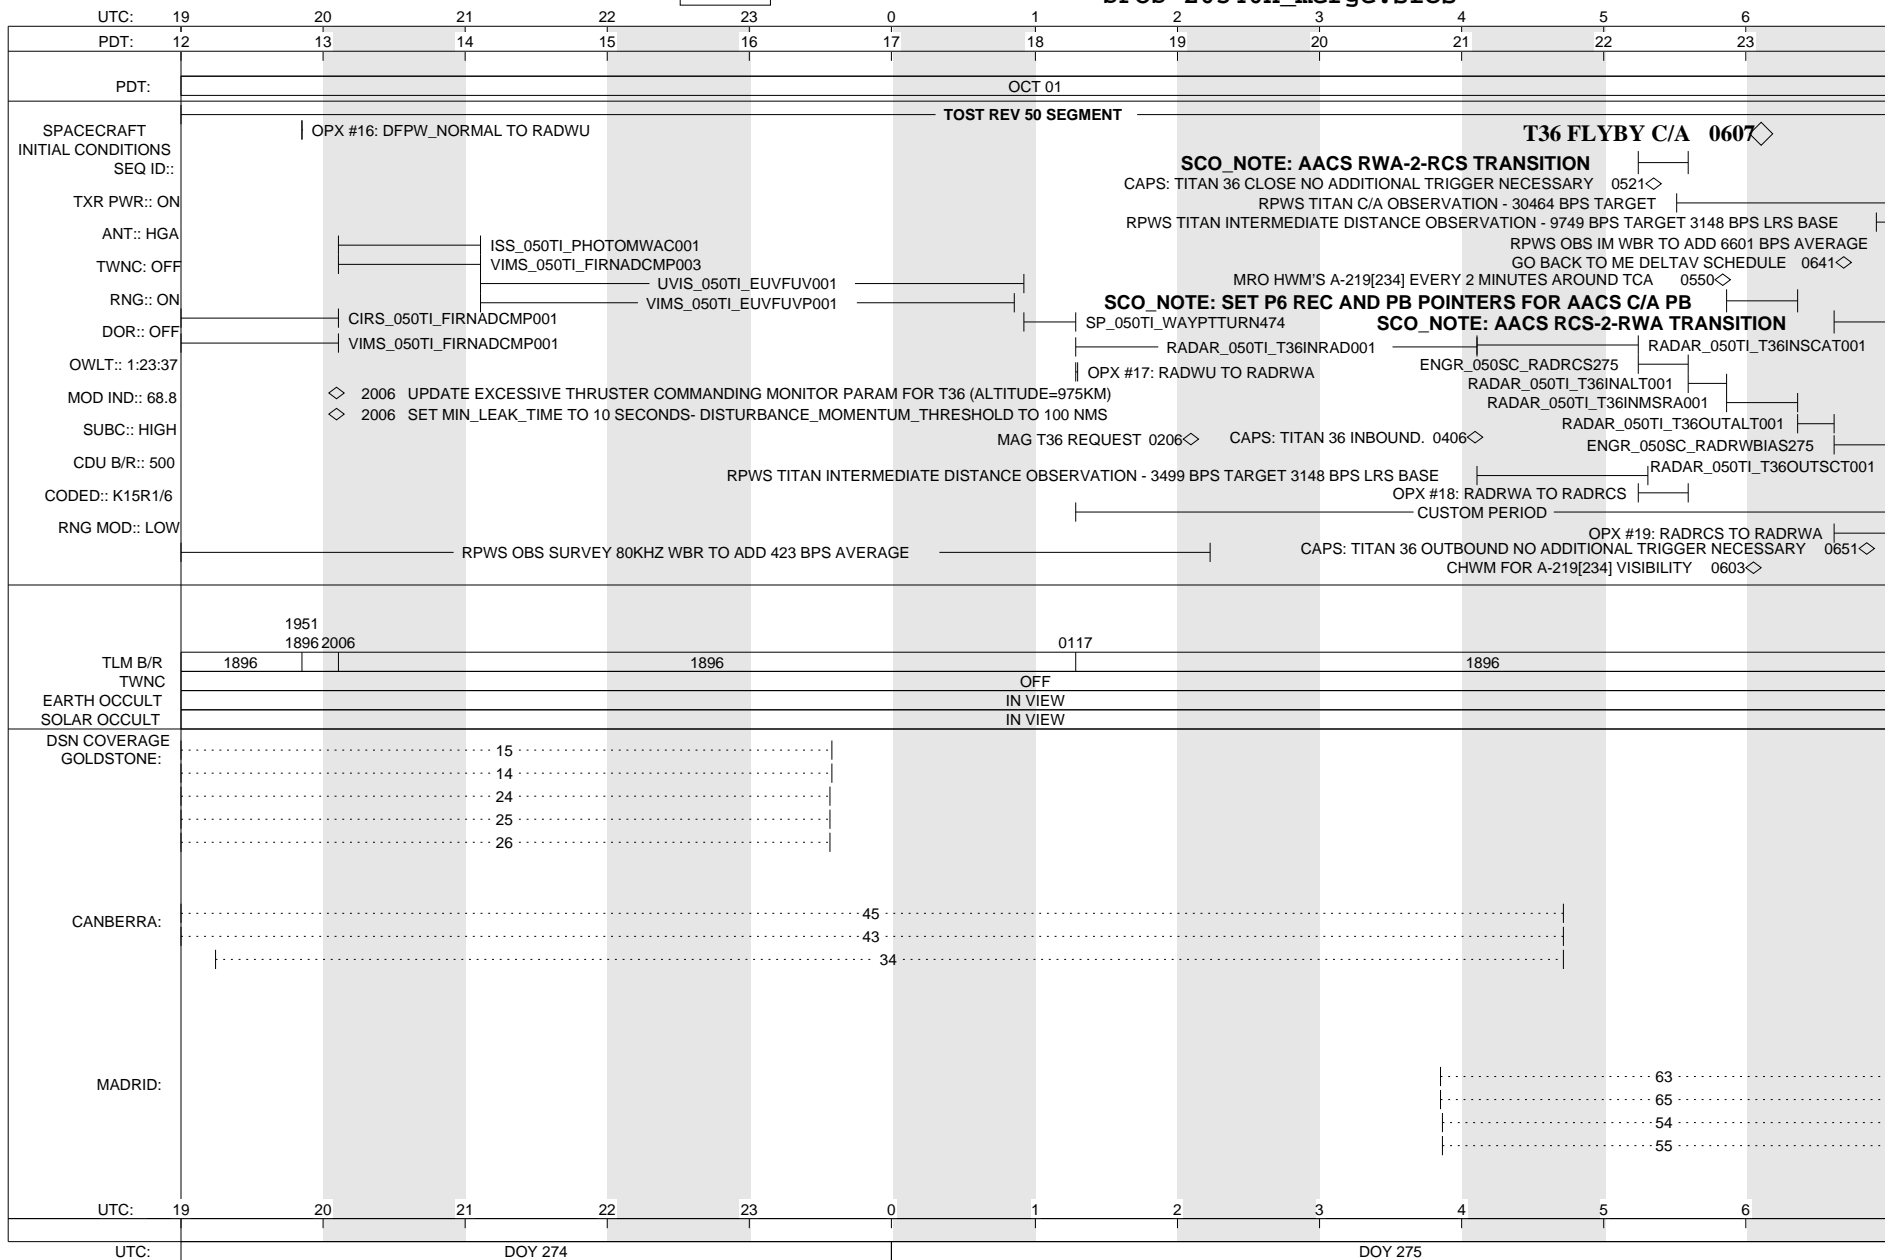 UTC: 19 20 21 22 23 0 1 2 3 4 5 6
PDT: 12 13 14 15 16 17 18 19 20 21 22 23
PDT: OCT 01
TOST REV 50 SEGMENT
SPACECRAFT
INITIAL CONDITIONS
SEQ ID::
TXR PWR:: ON
ANT:: HGA
TWNC: OFF
RNG:: ON
DOR:: OFF
OWLT:: 1:23:37
MOD IND:: 68.8
SUBC:: HIGH
CDU B/R:: 500
CODED:: K15R1/6
RNG MOD:: LOW
OPX #16: DFPW_NORMAL TO RADWU
T36 FLYBY C/A 0607
SCO_NOTE: AACS RWA-2-RCS TRANSITION
CAPS: TITAN 36 CLOSE NO ADDITIONAL TRIGGER NECESSARY 0521
RPWS TITAN C/A OBSERVATION - 30464 BPS TARGET
RPWS TITAN INTERMEDIATE DISTANCE OBSERVATION - 9749 BPS TARGET 3148 BPS LRS BASE
ISS_050TI_PHOTOMWAC001
RPWS OBS IM WBR TO ADD 6601 BPS AVERAGE
VIMS_050TI_FIRNADCMP003
GO BACK TO ME DELTAV SCHEDULE 0641
UVIS_050TI_EUVFUV001
MRO HWM'S A-219[234] EVERY 2 MINUTES AROUND TCA 0550
VIMS_050TI_EUVFUVP001
SCO_NOTE: SET P6 REC AND PB POINTERS FOR AACS C/A PB
CIRS_050TI_FIRNADCMP001
SP_050TI_WAYPTTURN474
SCO_NOTE: AACS RCS-2-RWA TRANSITION
VIMS_050TI_FIRNADCMP001
RADAR_050TI_T36INRAD001
RADAR_050TI_T36INSCAT001
ENGR_050SC_RADRCS275
OPX #17: RADWU TO RADRWA
RADAR_050TI_T36INALT001
2006 UPDATE EXCESSIVE THRUSTER COMMANDING MONITOR PARAM FOR T36 (ALTITUDE=975KM)
RADAR_050TI_T36INMSRA001
2006 SET MIN_LEAK_TIME TO 10 SECONDS- DISTURBANCE_MOMENTUM_THRESHOLD TO 100 NMS
RADAR_050TI_T36OUTALT001
MAG T36 REQUEST 0206
CAPS: TITAN 36 INBOUND. 0406
ENGR_050SC_RADRWBIAS275
RADAR_050TI_T36OUTSCT001
RPWS TITAN INTERMEDIATE DISTANCE OBSERVATION - 3499 BPS TARGET 3148 BPS LRS BASE
OPX #18: RADRWA TO RADRCS
CUSTOM PERIOD
OPX #19: RADRCS TO RADRWA
RPWS OBS SURVEY 80KHZ WBR TO ADD 423 BPS AVERAGE
CAPS: TITAN 36 OUTBOUND NO ADDITIONAL TRIGGER NECESSARY 0651
CHWM FOR A-219[234] VISIBILITY 0603
1951
1896 2006 0117
TLM B/R 1896 1896 1896
TWNC OFF
EARTH OCCULT IN VIEW
SOLAR OCCULT IN VIEW
DSN COVERAGE
GOLDSTONE:
15
14
24
25
26
CANBERRA:
45
43
34
MADRID:
63
65
54
55
UTC: 19 20 21 22 23 0 1 2 3 4 5 6
UTC: DOY 274 DOY 275